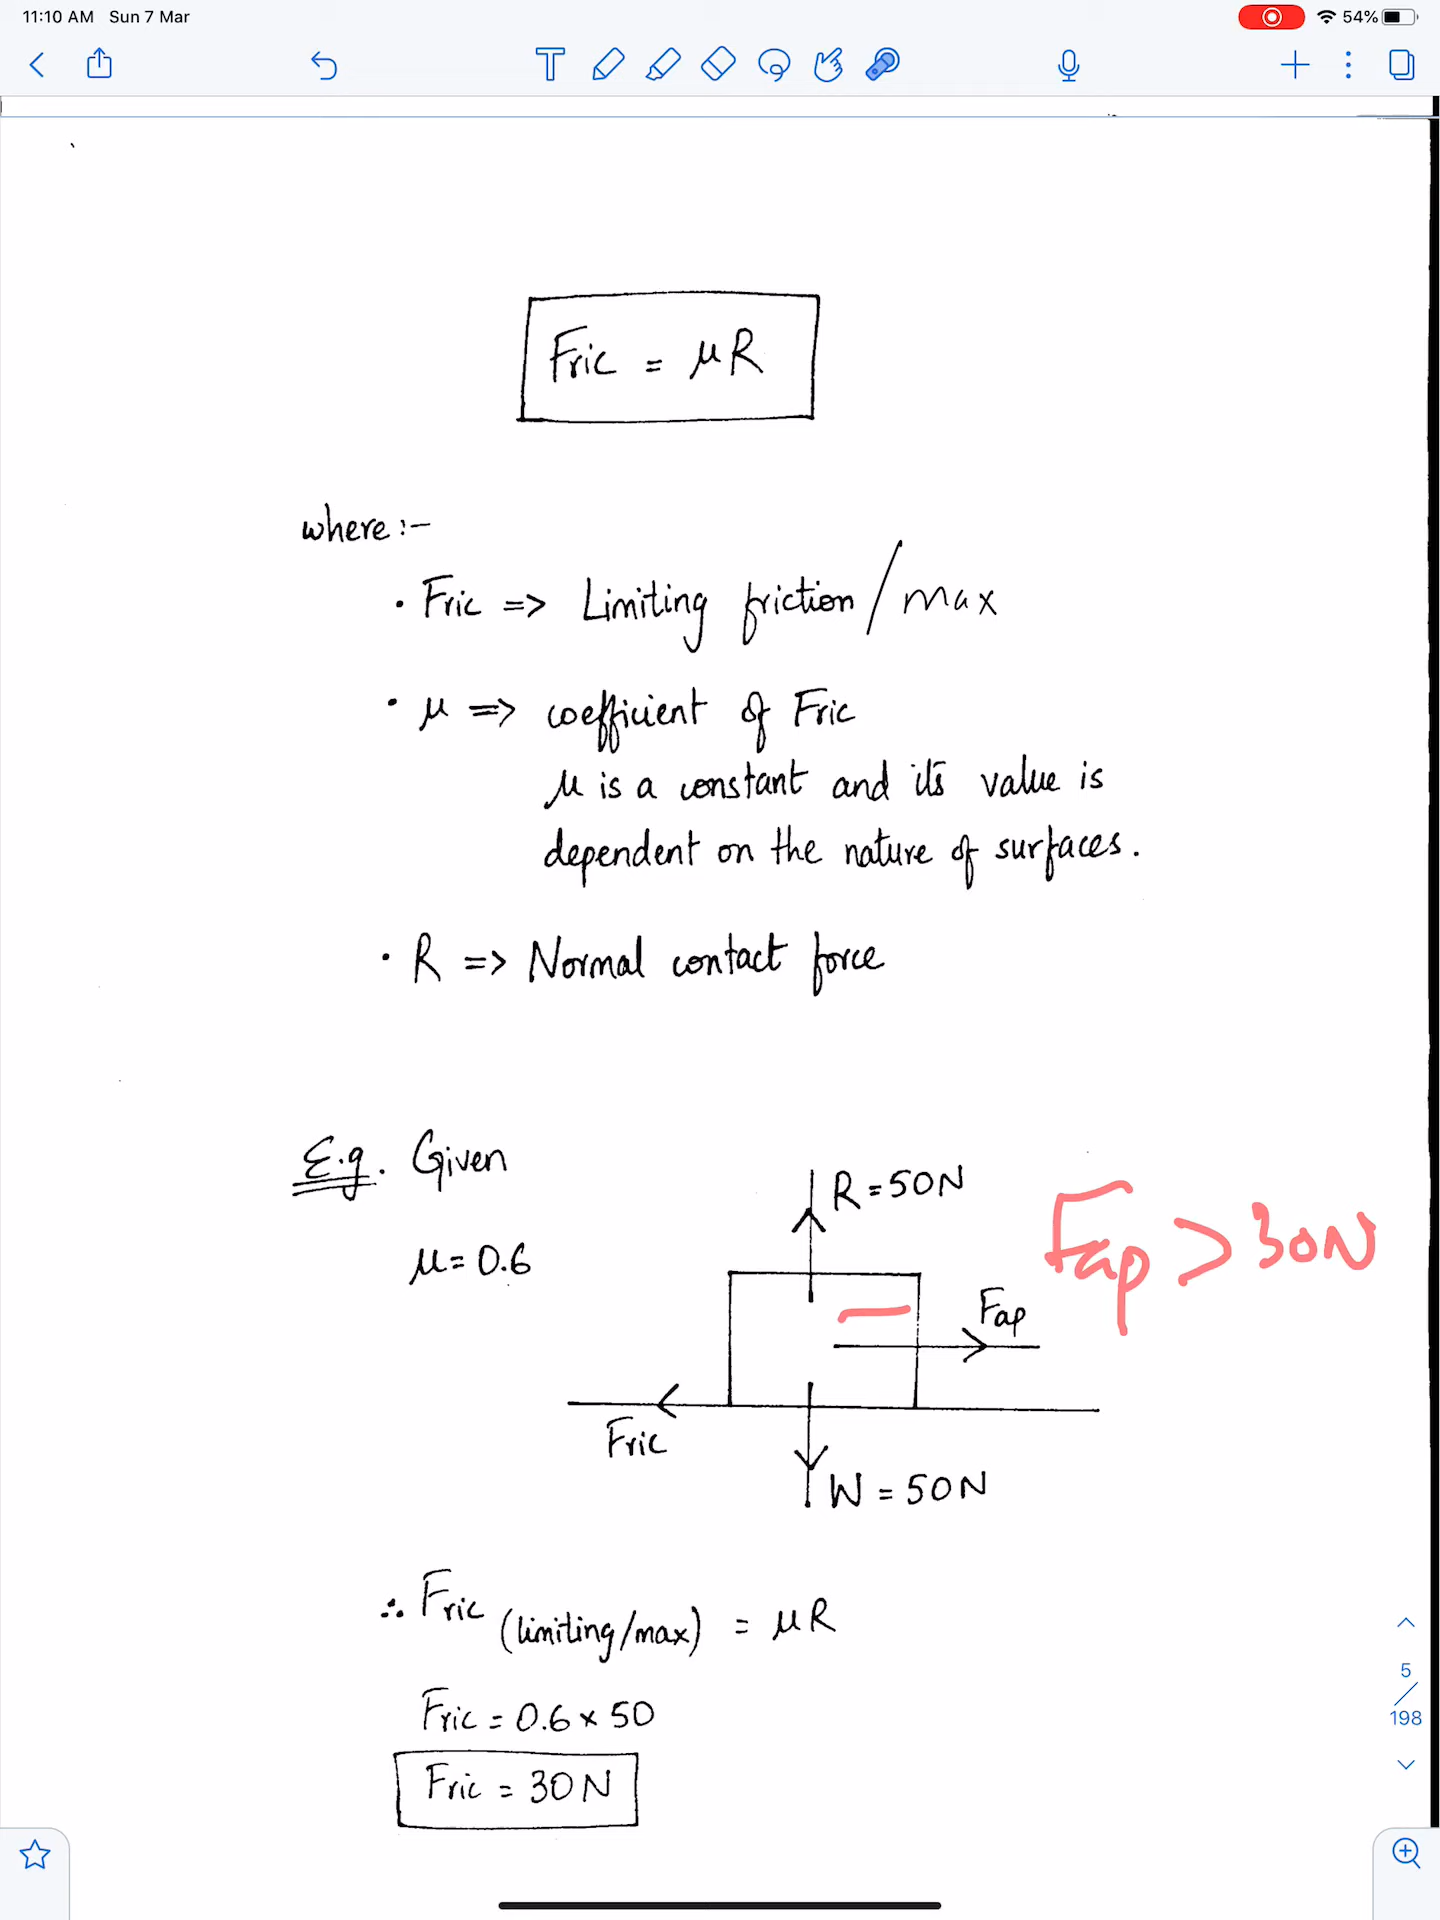 11:10 AM Sun 7 Mar
54%
Fric = μR
where :-
• Fric => Limiting friction / max
• μ => coefficient of Fric
μ is a constant and its value is
dependent on the nature of surfaces.
• R => Normal contact force
E.g. Given
R = 50N
Fap > 30N
μ = 0.6
Fap
Fric
W = 50N
∴ Fric (limiting/max) = μR
Fric = 0.6 x 50
Fric = 30N
5
/
198